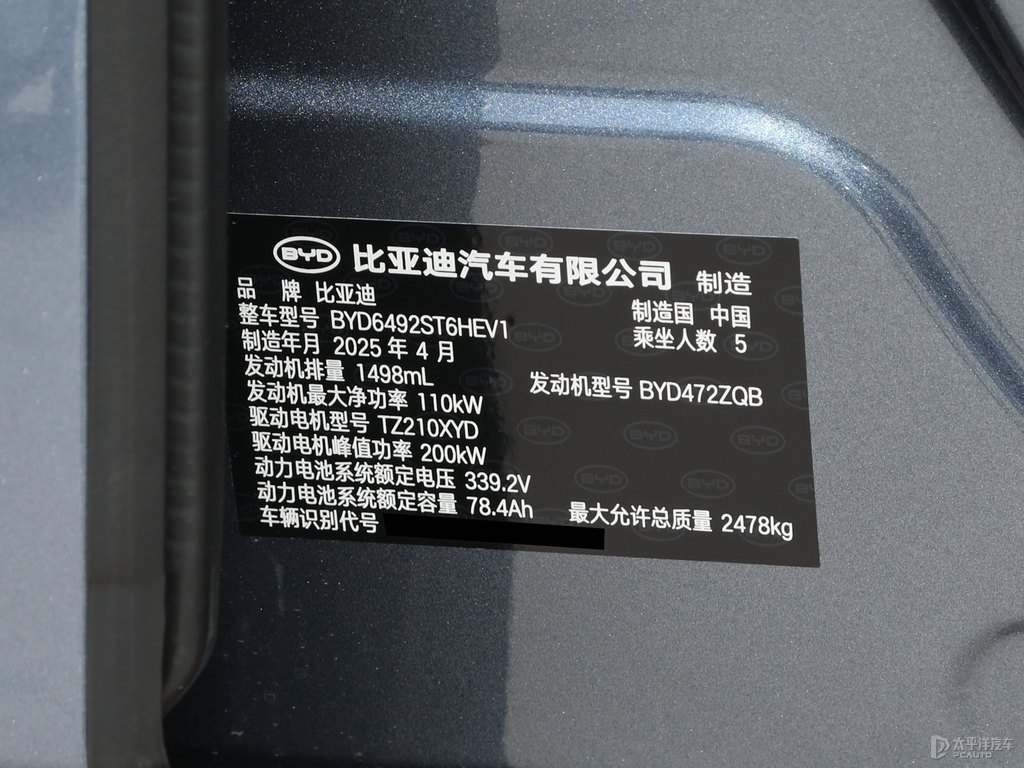 BYD 比亚迪汽车有限公司 制造
品 牌 比亚迪 制造国 中国
整车型号 BYD6492ST6HEV1 乘坐人数 5
制造年月 2025 年 4 月
发动机排量 1498mL 发动机型号 BYD472ZQB
发动机最大净功率 110kW
驱动电机型号 TZ210XYD
驱动电机峰值功率 200kW
动力电池系统额定电压 339.2V
动力电池系统额定容量 78.4Ah 最大允许总质量 2478kg
车辆识别代号
太平洋汽车
PCAUTO